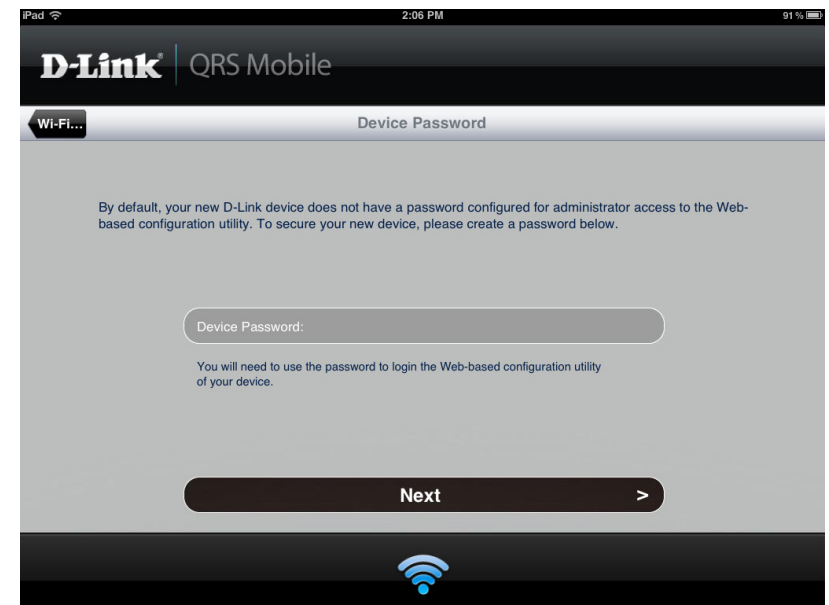 iPad 2:06 PM 91 %
D-Link® QRS Mobile
Wi-Fi... Device Password
By default, your new D-Link device does not have a password configured for administrator access to the Web-
based configuration utility. To secure your new device, please create a password below.
Device Password:
You will need to use the password to login the Web-based configuration utility
of your device.
Next >